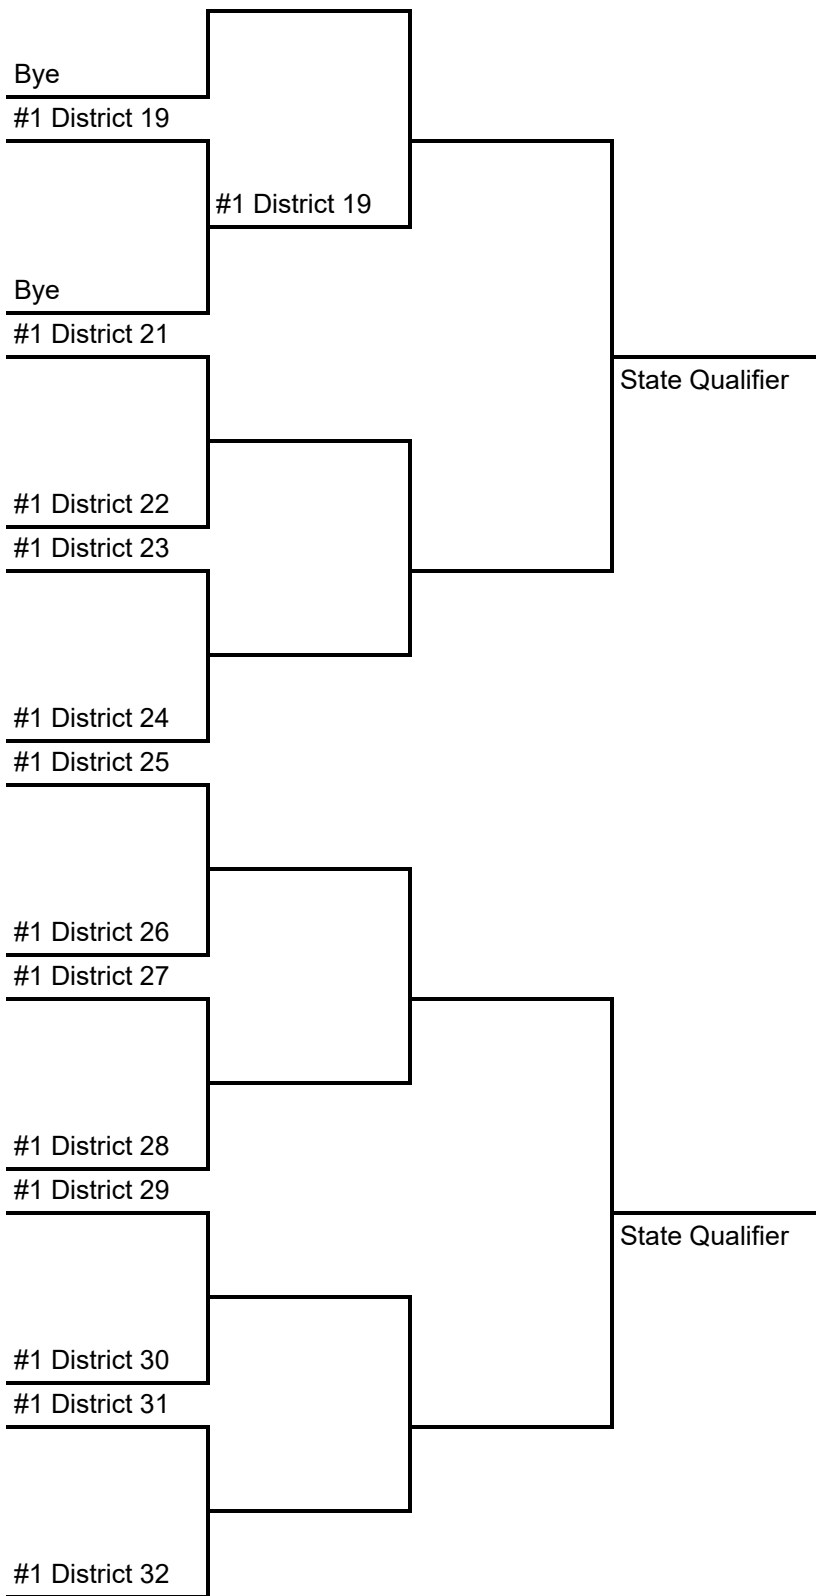 Bye
#1 District 19
#1 District 19
Bye
#1 District 21
State Qualifier
#1 District 22
#1 District 23
#1 District 24
#1 District 25
#1 District 26
#1 District 27
#1 District 28
#1 District 29
State Qualifier
#1 District 30
#1 District 31
#1 District 32